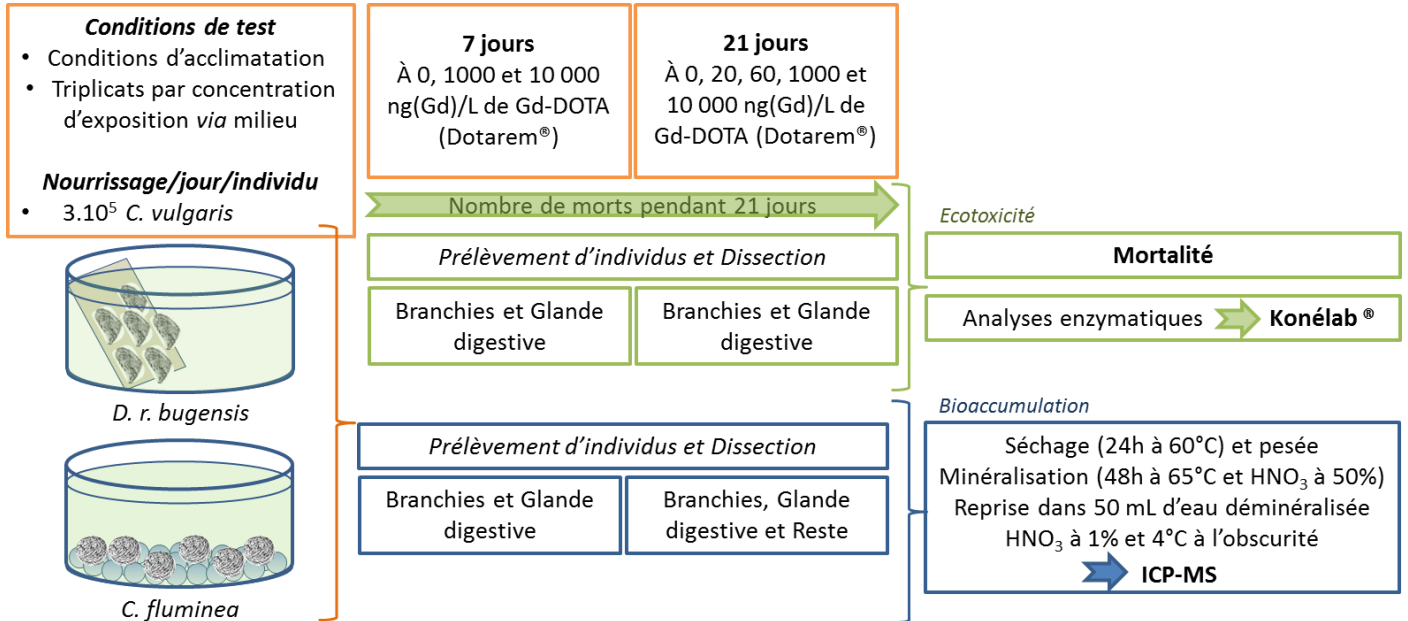 Conditions de test
• Conditions d'acclimatation
• Triplicats par concentration
d'exposition via milieu
Nourrissage/jour/individu
• 3.10⁵ C. vulgaris
7 jours
À 0, 1000 et 10 000
ng(Gd)/L de Gd-DOTA
(Dotarem®)
21 jours
À 0, 20, 60, 1000 et
10 000 ng(Gd)/L de
Gd-DOTA (Dotarem®)
Nombre de morts pendant 21 jours
Prélèvement d'individus et Dissection
Branchies et Glande
digestive
Branchies et Glande
digestive
Ecotoxicité
Mortalité
Analyses enzymatiques
Konélab ®
D. r. bugensis
C. fluminea
Prélèvement d'individus et Dissection
Branchies et Glande
digestive
Branchies, Glande
digestive et Reste
Bioaccumulation
Séchage (24h à 60°C) et pesée
Minéralisation (48h à 65°C et HNO₃ à 50%)
Reprise dans 50 mL d'eau déminéralisée
HNO₃ à 1% et 4°C à l'obscurité
ICP-MS